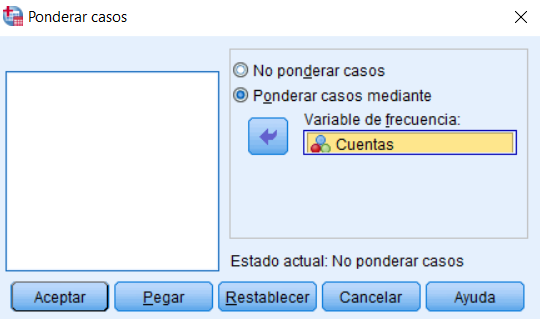 Ponderar casos
No ponderar casos
Ponderar casos mediante
Variable de frecuencia:
Cuentas
Estado actual: No ponderar casos
Aceptar Pegar Restablecer Cancelar Ayuda